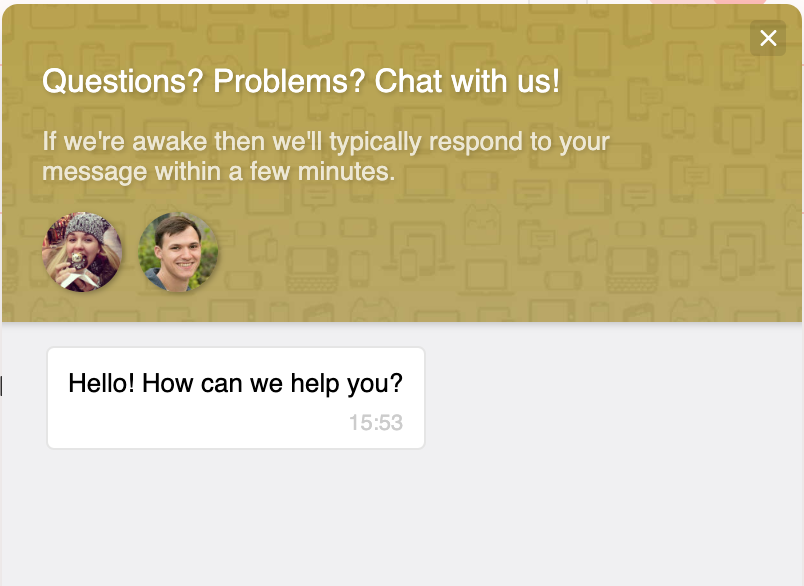 Questions? Problems? Chat with us!
If we're awake then we'll typically respond to your
message within a few minutes.
Hello! How can we help you?
15:53